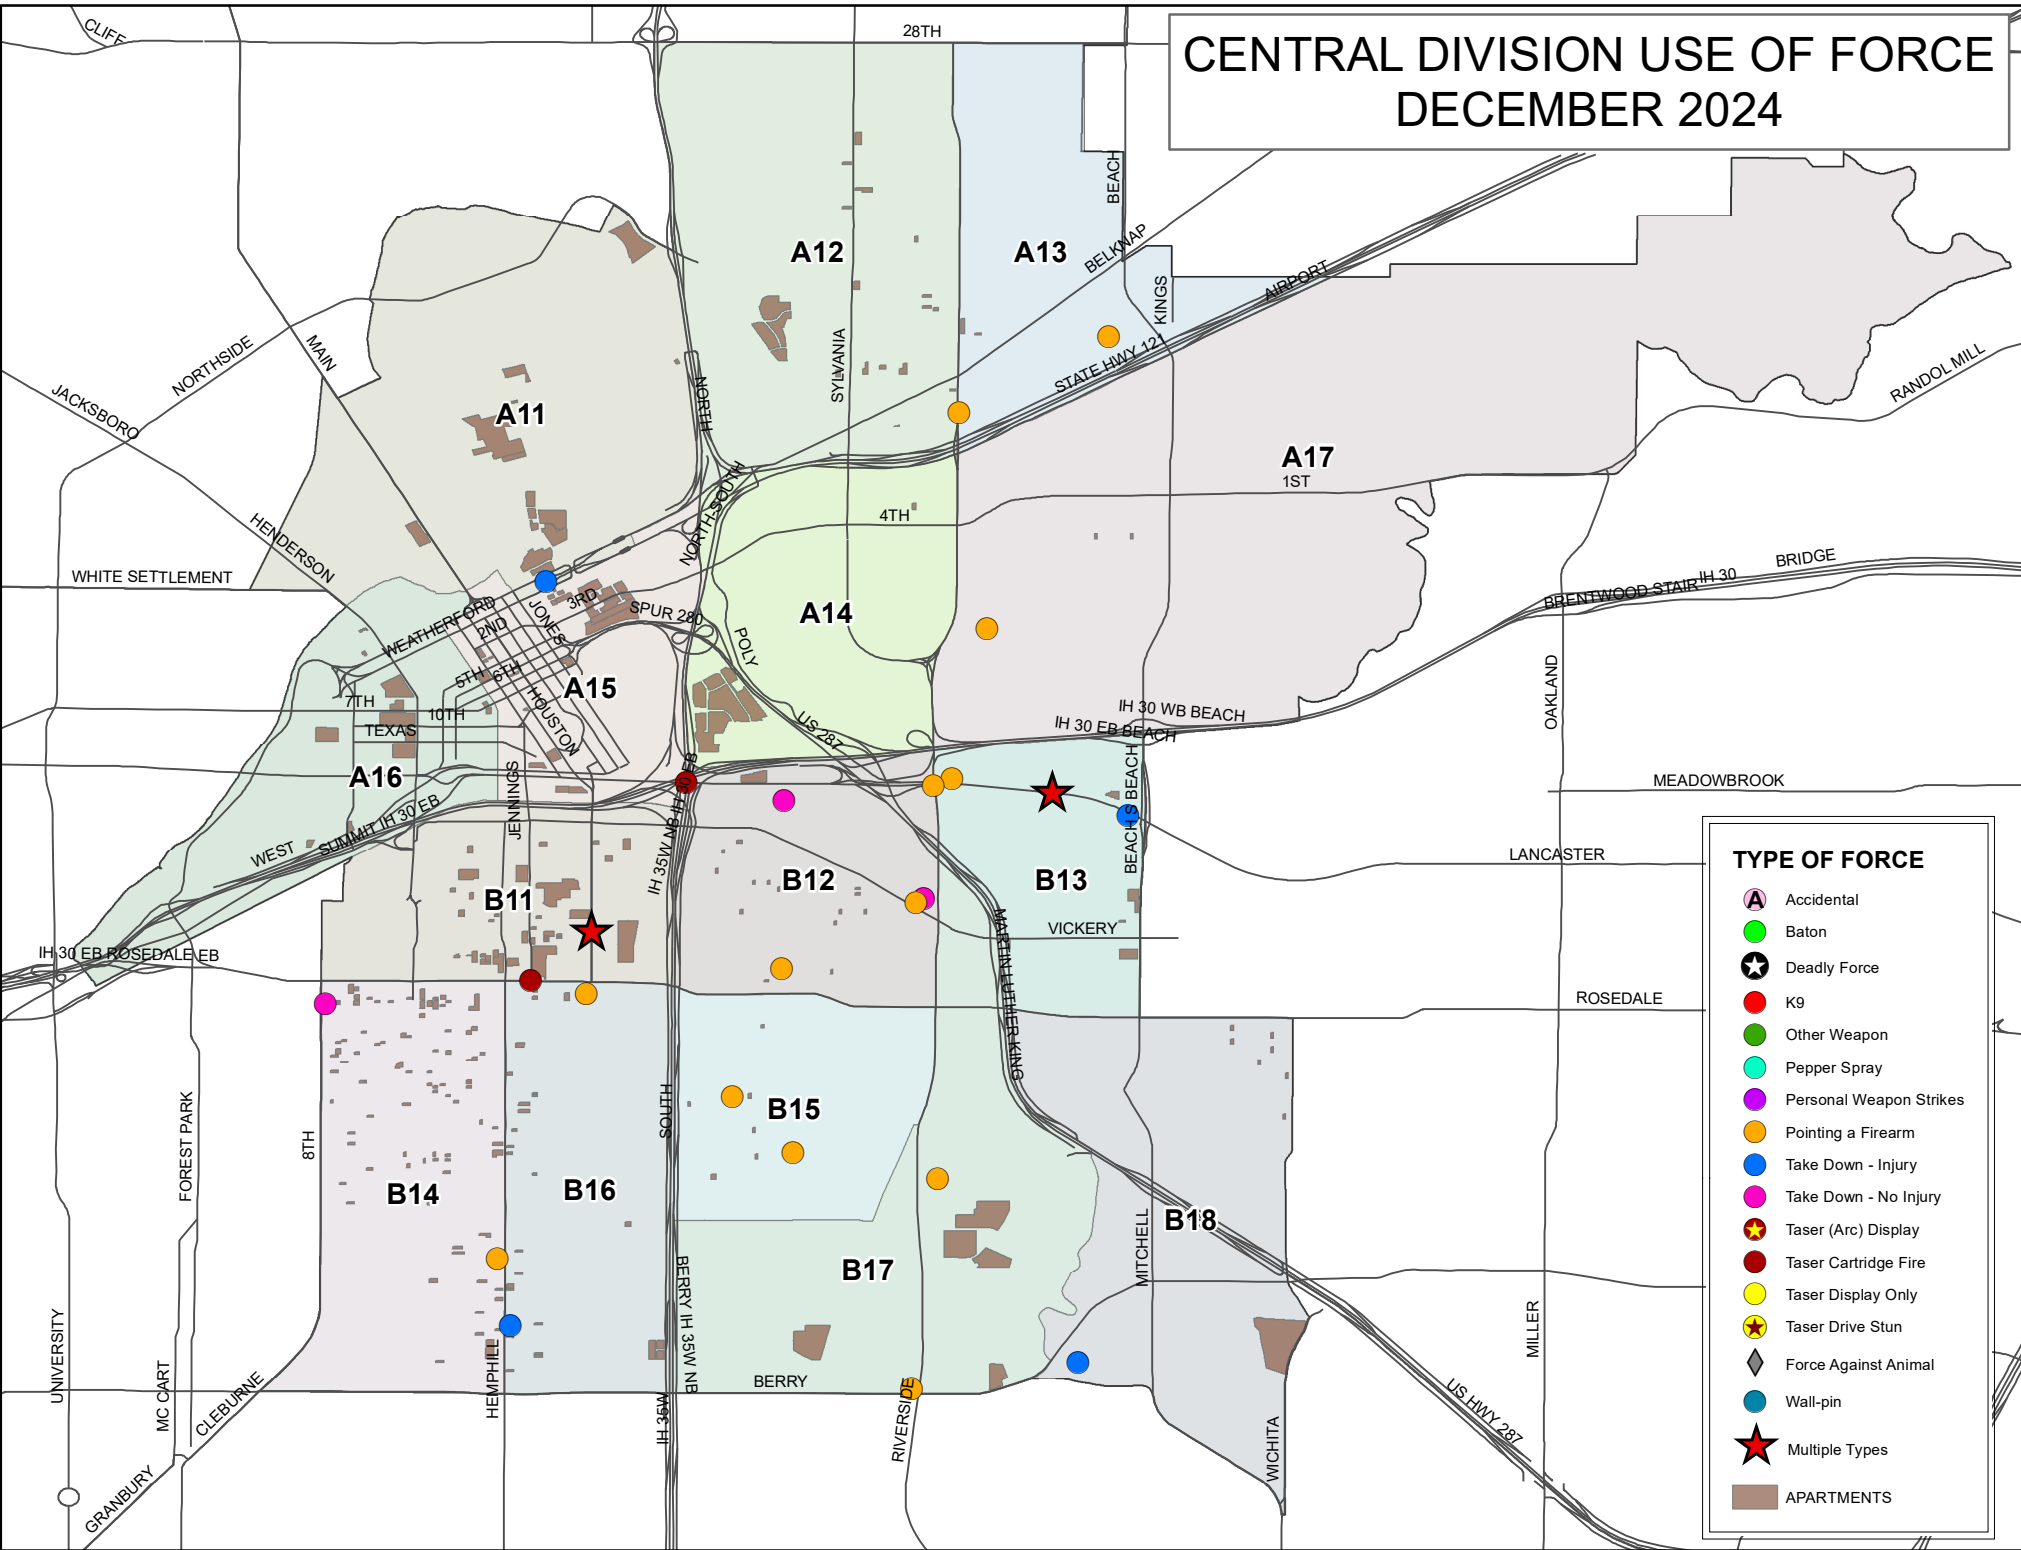 CENTRAL DIVISION USE OF FORCE
DECEMBER 2024
CLIFF
28TH
BEACH
BELKNAP
A12
A13
KINGS
AIRPORT
NORTHSIDE
MAIN
SYLVANIA
STATE HWY 121
RANDOL MILL
JACKSBORO
NORTH
A11
A17
1ST
NORTH-SOUTH
4TH
HENDERSON
WHITE SETTLEMENT
BRIDGE
IH 30
BRENTWOOD STAIR
WEATHERFORD
2ND
3RD
JONES
SPUR 280
A14
POLY
5TH
6TH
A15
7TH
10TH
HOUSTON
TEXAS
US 287
IH 30 WB BEACH
IH 30 EB BEACH
OAKLAND
A16
MEADOWBROOK
JENNINGS
IH 35W NB IH 30 EB
BEACH S BEACH
SUMMIT IH 30 EB
WEST
LANCASTER
B11
B12
B13
VICKERY
MARTIN LUTHER KING
IH 30 EB ROSEDALE EB
ROSEDALE
FOREST PARK
8TH
SOUTH
B15
B14
B16
B18
MITCHELL
B17
BERRY IH 35W NB
UNIVERSITY
MC CART
CLEBURNE
HEMPHILL
BERRY
RIVERSIDE
IH 35W
MILLER
US HWY 287
WICHITA
GRANBURY
TYPE OF FORCE
A Accidental
Baton
Deadly Force
K9
Other Weapon
Pepper Spray
Personal Weapon Strikes
Pointing a Firearm
Take Down - Injury
Take Down - No Injury
Taser (Arc) Display
Taser Cartridge Fire
Taser Display Only
Taser Drive Stun
Force Against Animal
Wall-pin
Multiple Types
APARTMENTS